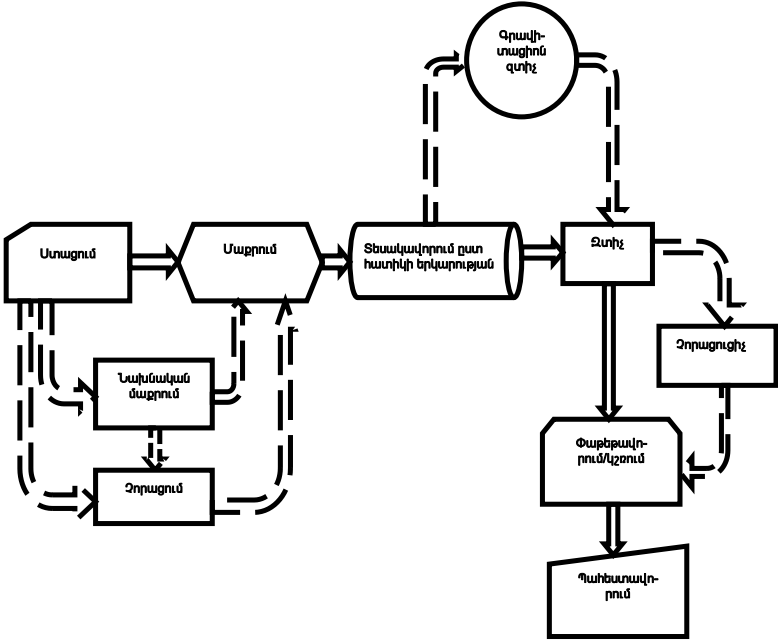 Գրավի-
տացիոն
զտիչ
Ստացում
Մաքրում
Տեսակավորում ըստ
հատիկի երկարության
Զտիչ
Չորացուցիչ
Նախնական
մաքրում
Չորացում
Փաթեթավո-
րում/կշռում
Պահեստավո-
րում